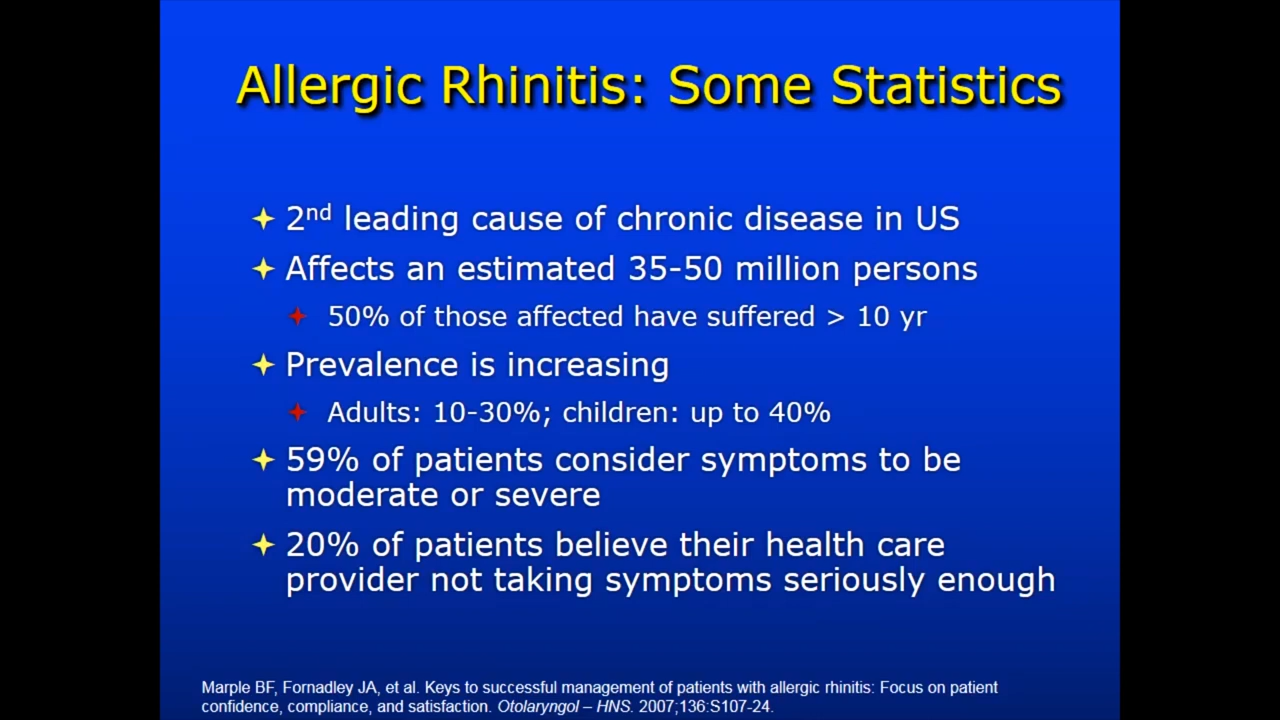 Allergic Rhinitis: Some Statistics
2nd leading cause of chronic disease in US
Affects an estimated 35-50 million persons
50% of those affected have suffered > 10 yr
Prevalence is increasing
Adults: 10-30%; children: up to 40%
59% of patients consider symptoms to be
moderate or severe
20% of patients believe their health care
provider not taking symptoms seriously enough
Marple BF, Fornadley JA, et al. Keys to successful management of patients with allergic rhinitis: Focus on patient
confidence, compliance, and satisfaction. Otolaryngol – HNS. 2007;136:S107-24.